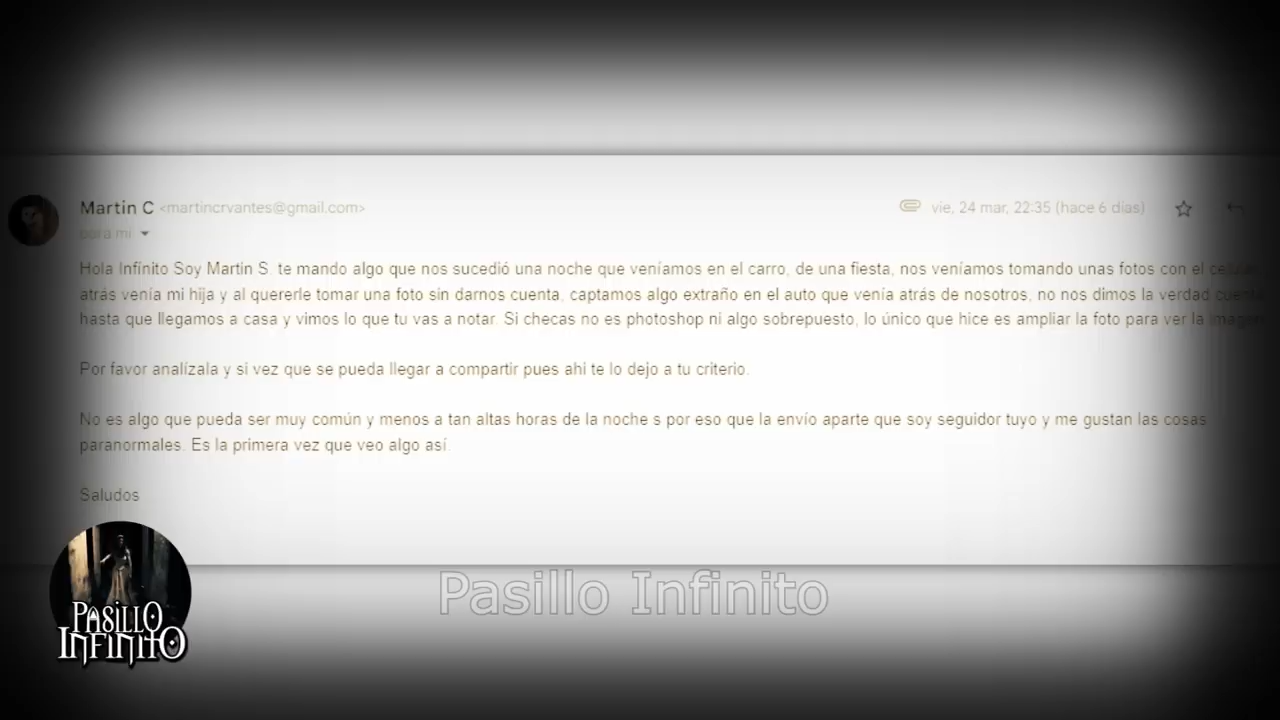 Martin C <martincrvantes@gmail.com>
vie, 24 mar, 22:35 (hace 6 días)
para mí
Hola Infínito Soy Martin S. te mando algo que nos sucedió una noche que veníamos en el carro, de una fiesta, nos veníamos tomando unas fotos con el celular
atrás venía mi hija y al quererle tomar una foto sin darnos cuenta, captamos algo extraño en el auto que venía atrás de nosotros, no nos dimos la verdad cuenta
hasta que llegamos a casa y vimos lo que tu vas a notar. Si checas no es photoshop ni algo sobrepuesto, lo único que hice es ampliar la foto para ver la imagen
Por favor analízala y si vez que se pueda llegar a compartir pues ahi te lo dejo a tu criterio.
No es algo que pueda ser muy común y menos a tan altas horas de la noche s por eso que la envío aparte que soy seguidor tuyo y me gustan las cosas
paranormales. Es la primera vez que veo algo así.
Saludos
Pasillo Infinito
PASILLO
INFINITO